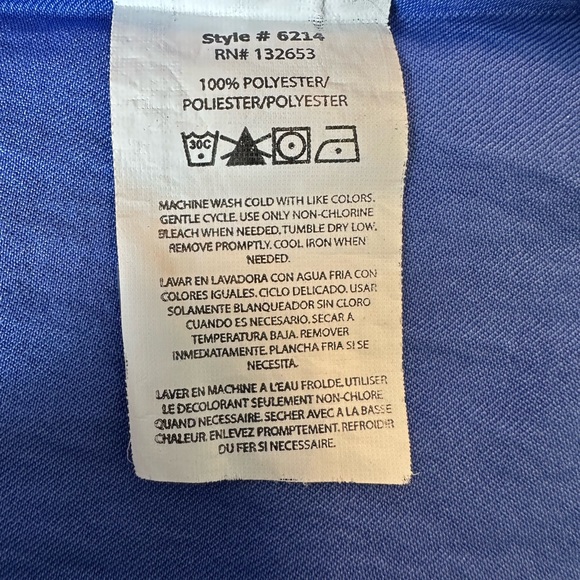 Style # 6214
RN# 132653
100% POLYESTER/
POLIESTER/POLYESTER
30C
MACHINE WASH COLD WITH LIKE COLORS.
GENTLE CYCLE. USE ONLY NON-CHLORINE
BLEACH WHEN NEEDED. TUMBLE DRY LOW.
REMOVE PROMPTLY. COOL IRON WHEN
NEEDED.
LAVAR EN LAVADORA CON AGUA FRIA CON
COLORES IGUALES. CICLO DELICADO. USAR
SOLAMENTE BLANQUEADOR SIN CLORO
CUANDO ES NECESARIO. SECAR A
TEMPERATURA BAJA. REMOVER
INMEDIATAMENTE. PLANCHA FRIA SI SE
NECESITA.
LAVER EN MACHINE A L'EAU FROLDE. UTILISER
LE DECOLORANT SEULEMENT NON-CHLORE
QUAND NECESSAIRE. SECHER AVEC A LA BASSE
CHALEUR. ENLEVEZ PROMPTEMENT. REFROIDIR
DU FER SI NECESSAIRE.